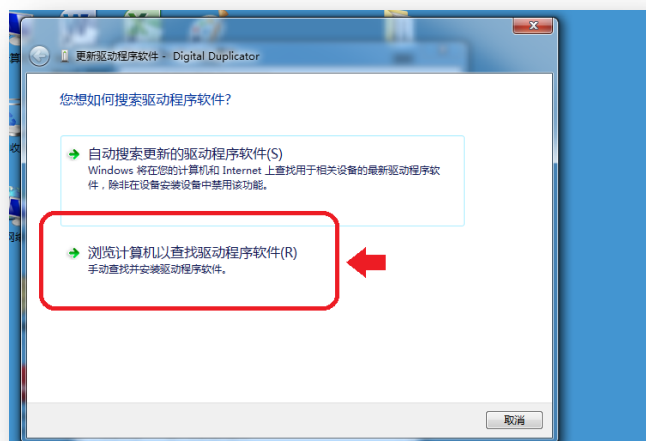 更新驱动程序软件 - Digital Duplicator
您想如何搜索驱动程序软件?
自动搜索更新的驱动程序软件(S)
Windows 将在您的计算机和 Internet 上查找用于相关设备的最新驱动程序软
件，除非在设备安装设备中禁用该功能。
浏览计算机以查找驱动程序软件(R)
手动查找并安装驱动程序软件。
取消